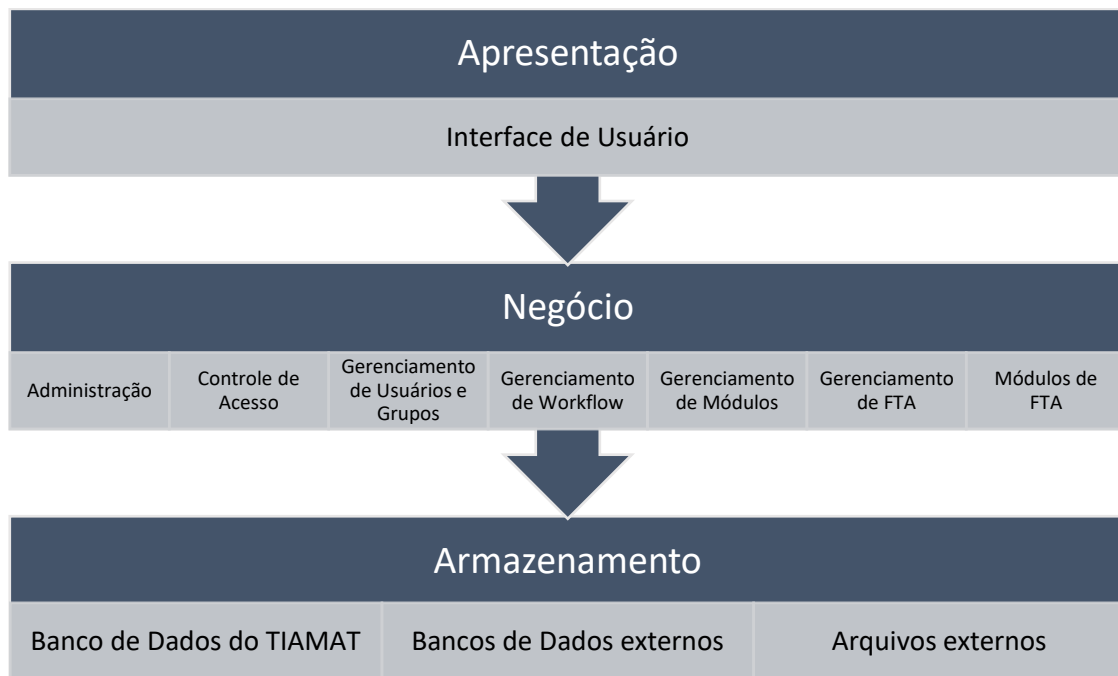 Apresentação
Interface de Usuário
Negócio
Administração
Controle de
Acesso
Gerenciamento
de Usuários e
Grupos
Gerenciamento
de Workflow
Gerenciamento
de Módulos
Gerenciamento
de FTA
Módulos de
FTA
Armazenamento
Banco de Dados do TIAMAT
Bancos de Dados externos
Arquivos externos